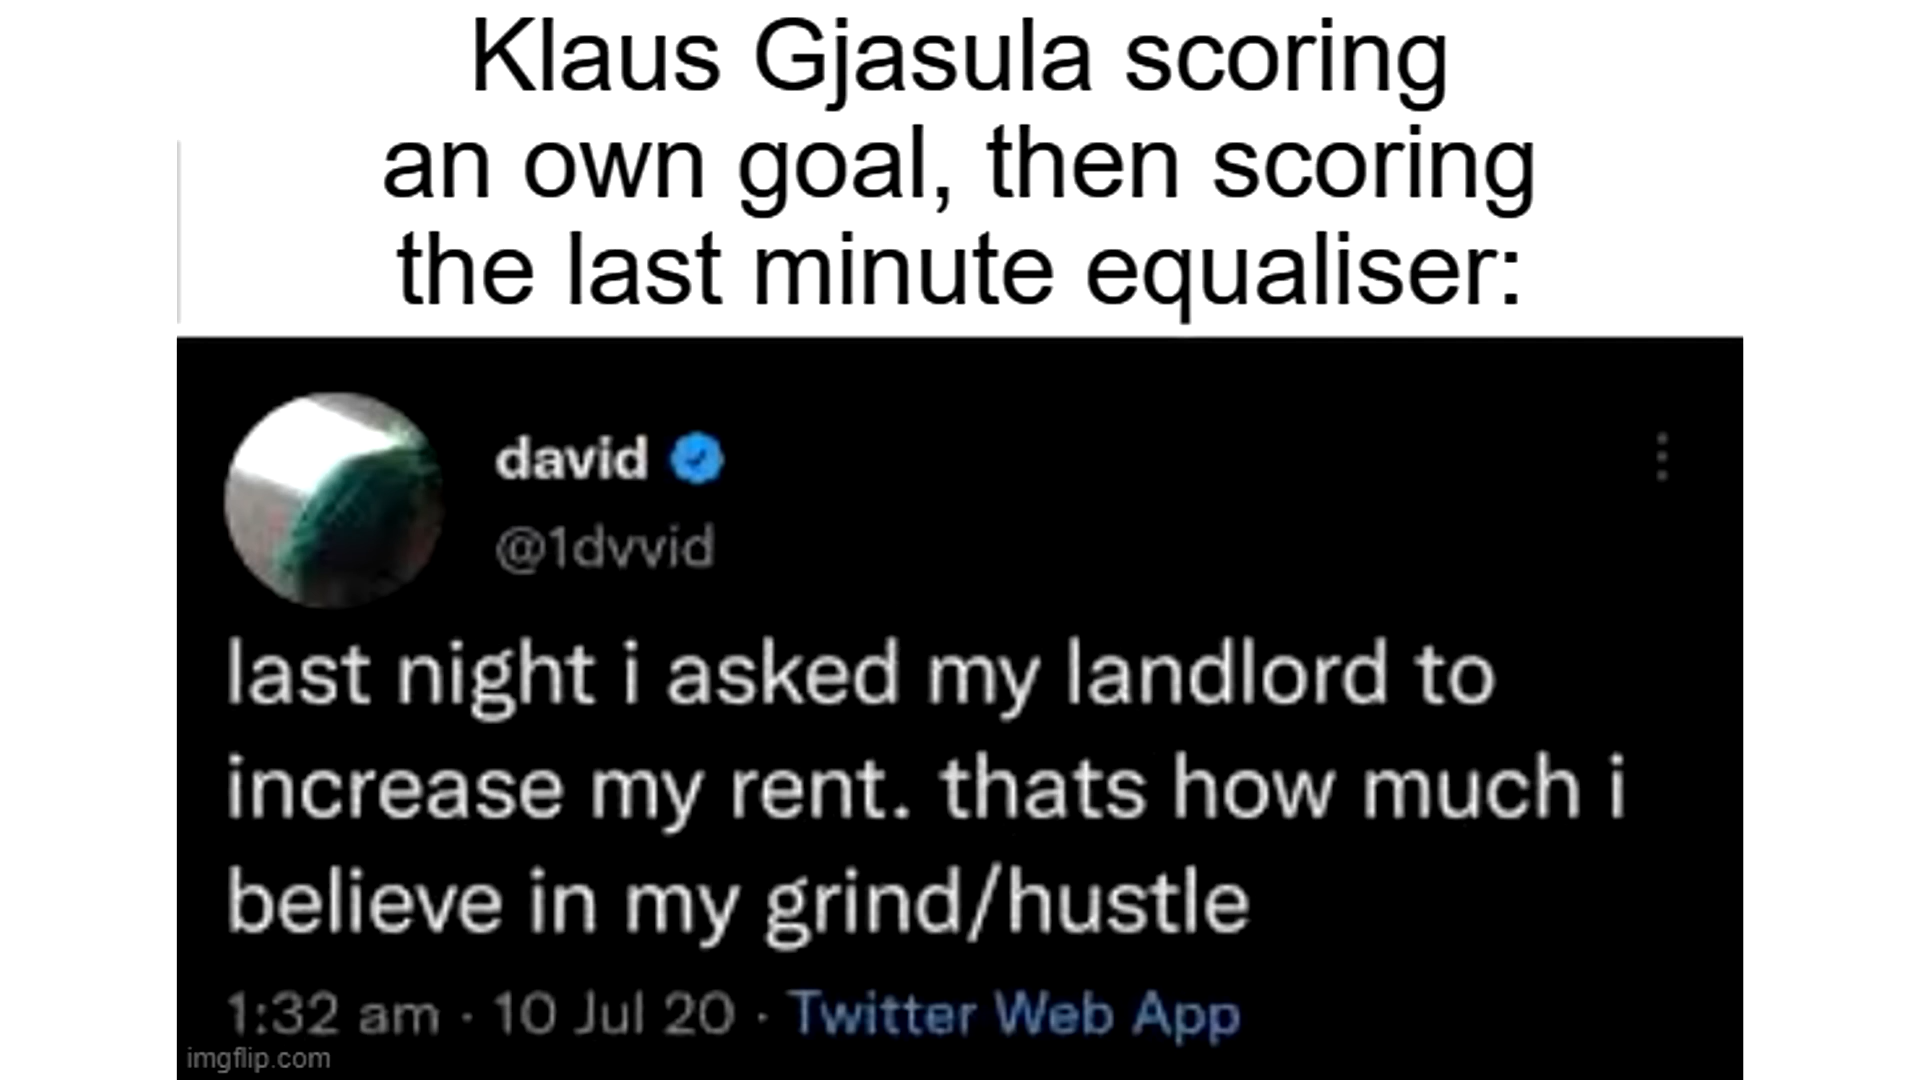 Klaus Gjasula scoring
an own goal, then scoring
the last minute equaliser:
david
@1dvvid
last night i asked my landlord to
increase my rent. thats how much i
believe in my grind/hustle
1:32 am · 10 Jul 20 · Twitter Web App
imgflip.com